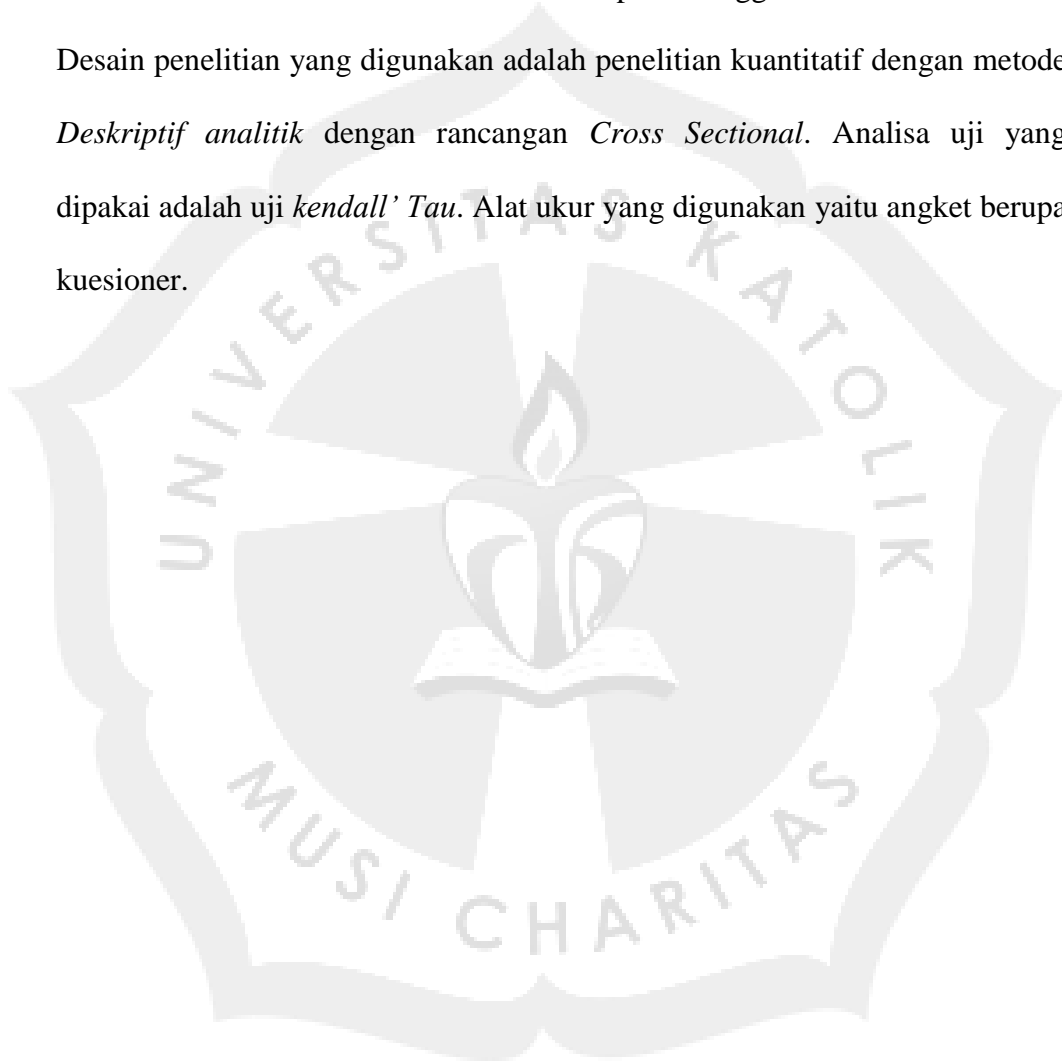 Desain penelitian yang digunakan adalah penelitian kuantitatif dengan metode
Deskriptif analitik dengan rancangan Cross Sectional. Analisa uji yang
dipakai adalah uji kendall’ Tau. Alat ukur yang digunakan yaitu angket berupa
kuesioner.
UNIVERSITAS KATOLIK
MUSI CHARITAS